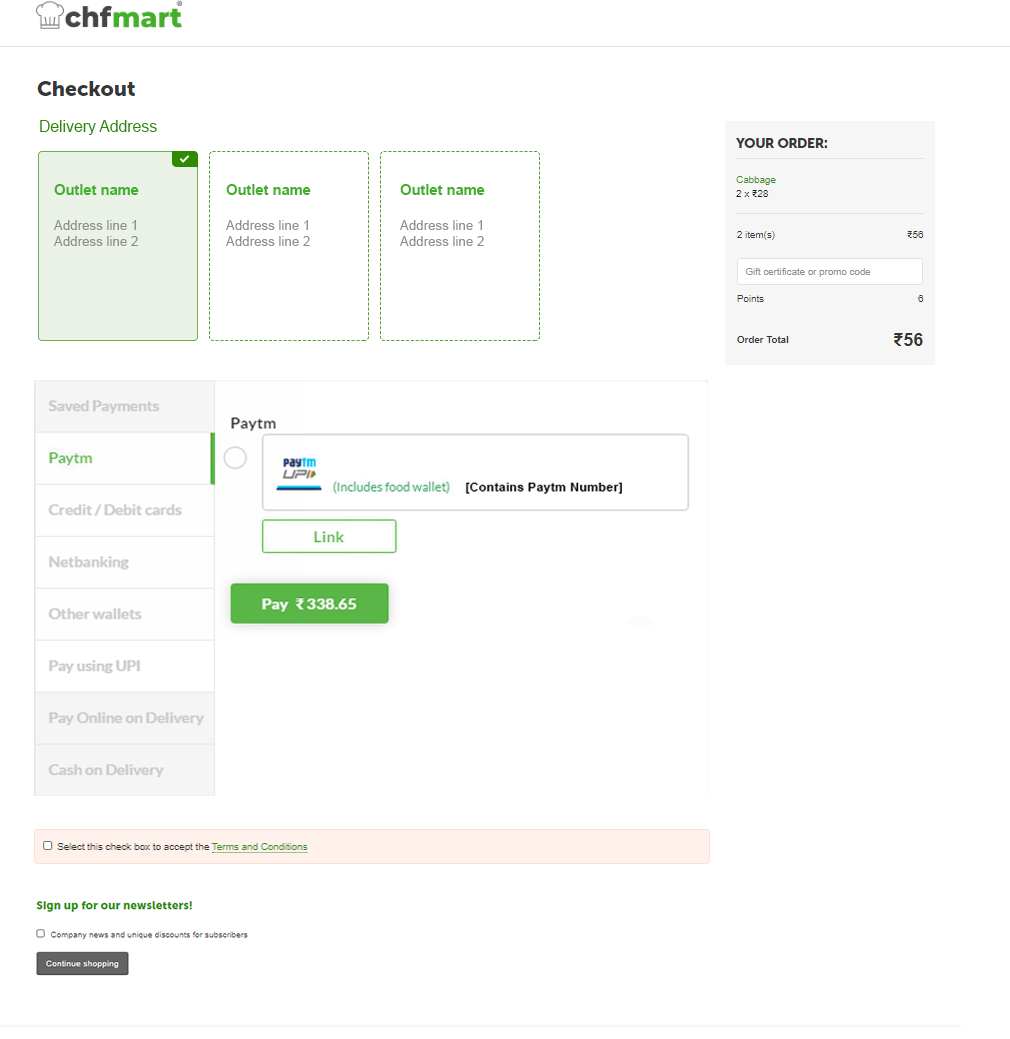 chfmart®
Checkout
Delivery Address
Outlet name
Address line 1
Address line 2
Outlet name
Address line 1
Address line 2
Outlet name
Address line 1
Address line 2
YOUR ORDER:
Cabbage
2 x ₹28
2 item(s) ₹56
Gift certificate or promo code
Points 6
Order Total ₹56
Saved Payments
Paytm
Credit / Debit cards
Netbanking
Other wallets
Pay using UPI
Pay Online on Delivery
Cash on Delivery
Paytm
paytm
UPI
(Includes food wallet) [Contains Paytm Number]
Link
Pay ₹ 338.65
Select this check box to accept the Terms and Conditions
Sign up for our newsletters!
Company news and unique discounts for subscribers
Continue shopping